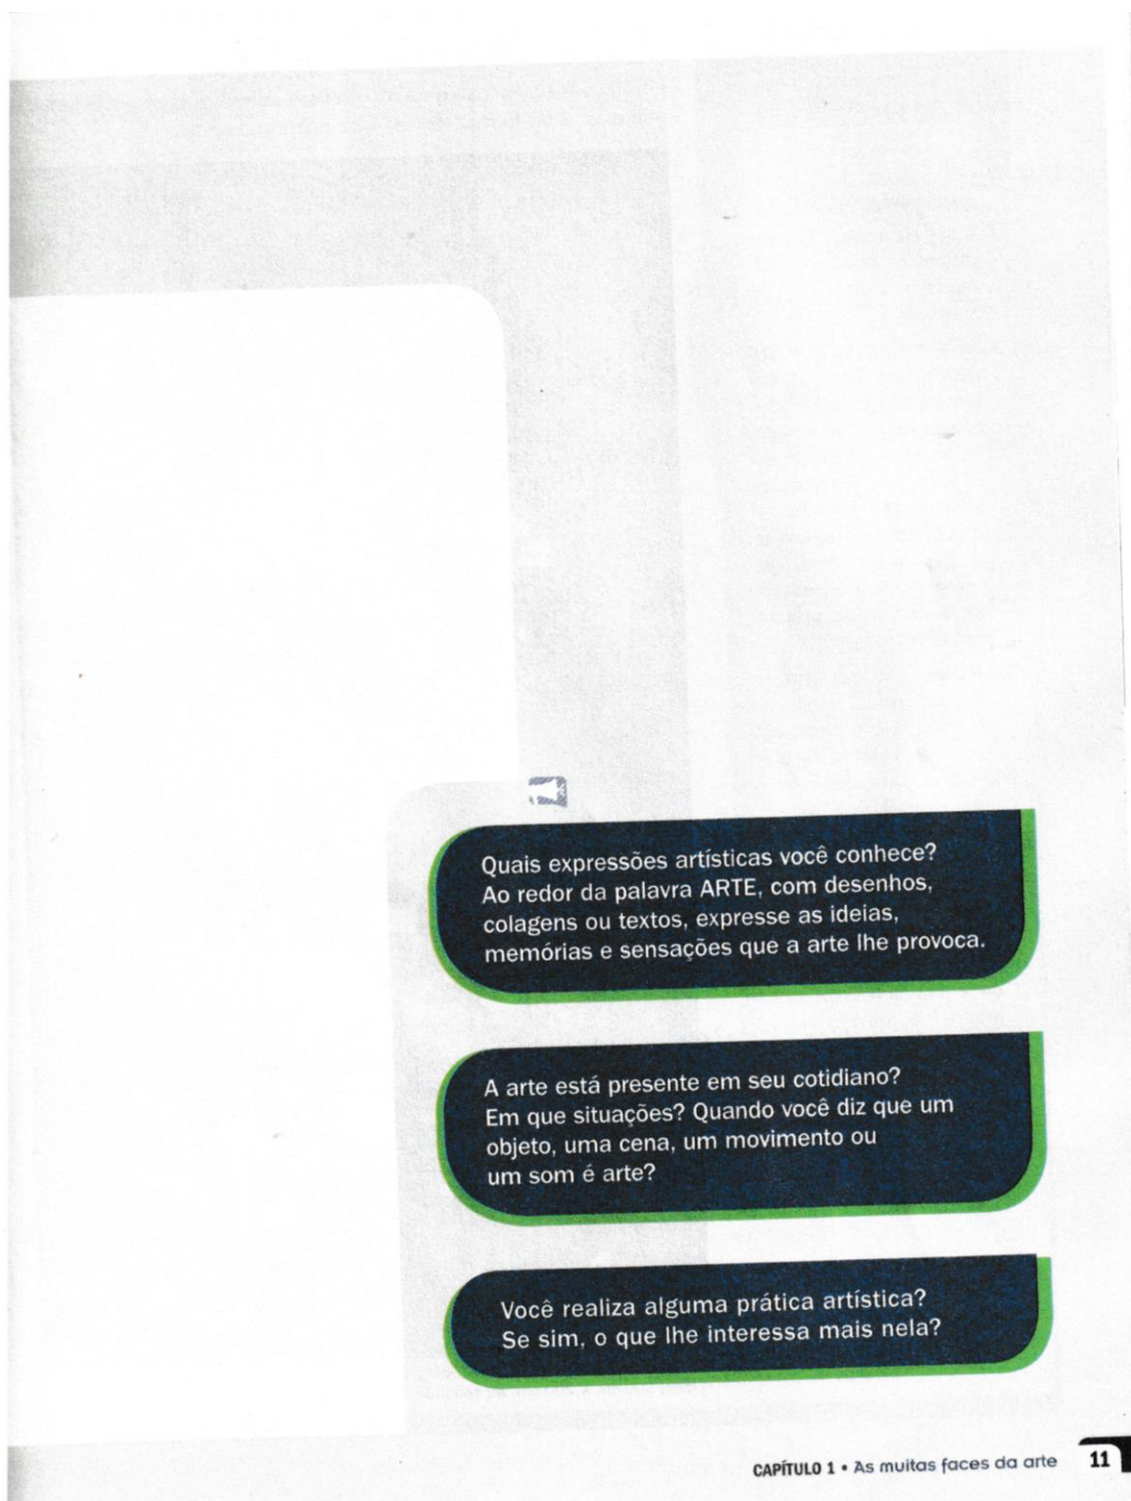 Quais expressões artísticas você conhece?
Ao redor da palavra ARTE, com desenhos,
colagens ou textos, expresse as ideias,
memórias e sensações que a arte lhe provoca.
A arte está presente em seu cotidiano?
Em que situações? Quando você diz que um
objeto, uma cena, um movimento ou
um som é arte?
Você realiza alguma prática artística?
Se sim, o que lhe interessa mais nela?
CAPÍTULO 1 • As muitas faces da arte 11